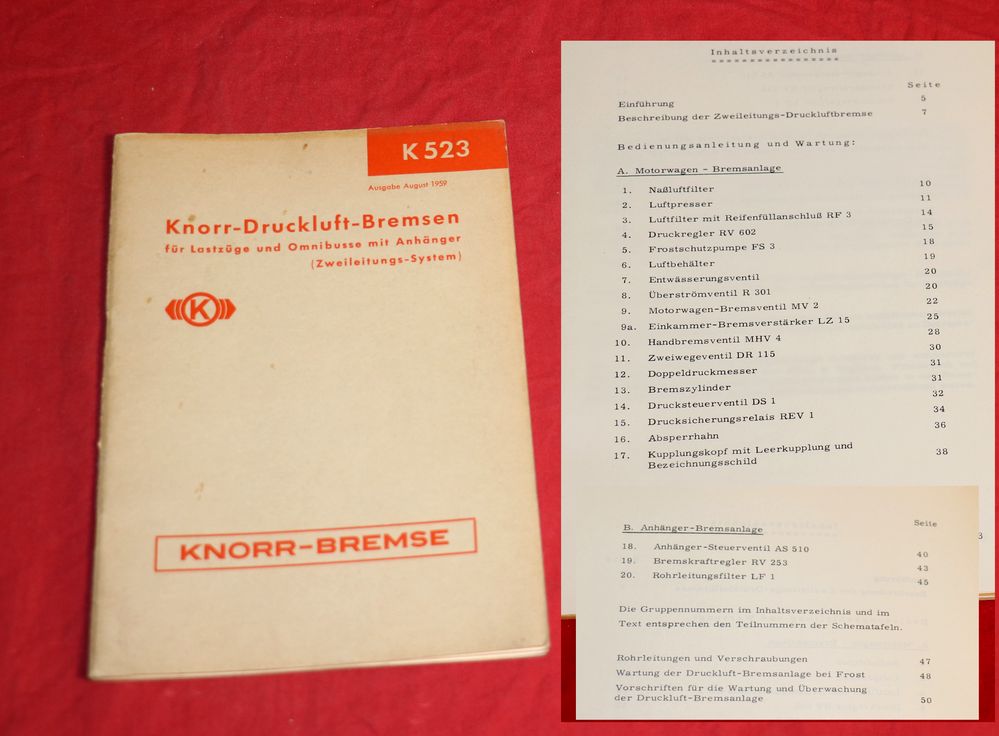 K 523
Ausgabe August 1959
Knorr-Druckluft-Bremsen
für Lastzüge und Omnibusse mit Anhänger
(Zweileitungs-System)
K
KNORR-BREMSE
Inhaltsverzeichnis
Seite
Einführung 5
Beschreibung der Zweileitungs-Druckluftbremse 7
Bedienungsanleitung und Wartung:
A. Motorwagen - Bremsanlage
1. Naßluftfilter 10
2. Luftpresser 11
3. Luftfilter mit Reifenfüllanschluß RF 3 14
4. Druckregler RV 602 15
5. Frostschutzpumpe FS 3 18
6. Luftbehälter 19
7. Entwässerungsventil 20
8. Überströmventil R 301 20
9. Motorwagen-Bremsventil MV 2 22
9a. Einkammer-Bremsverstärker LZ 15 25
10. Handbremsventil MHV 4 28
11. Zweiwegeventil DR 115 30
12. Doppeldruckmesser 31
13. Bremszylinder 31
14. Drucksteuerventil DS 1 32
15. Drucksicherungsrelais REV 1 34
16. Absperrhahn 36
17. Kupplungskopf mit Leerkupplung und
Bezeichnungsschild 38
3
Seite
B. Anhänger-Bremsanlage
18. Anhänger-Steuerventil AS 510 40
19. Bremskraftregler RV 253 43
20. Rohrleitungsfilter LF 1 45
Die Gruppennummern im Inhaltsverzeichnis und im
Text entsprechen den Teilnummern der Schematafeln.
Rohrleitungen und Verschraubungen 47
Wartung der Druckluft-Bremsanlage bei Frost 48
Vorschriften für die Wartung und Überwachung
der Druckluft-Bremsanlage 50